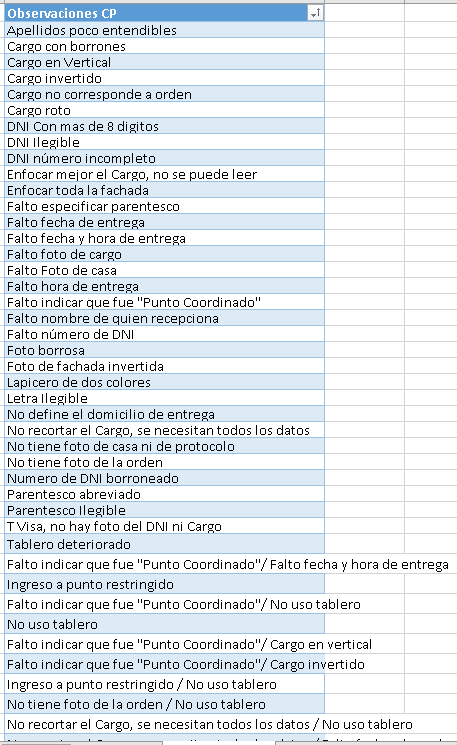 Observaciones CP
Apellidos poco entendibles
Cargo con borrones
Cargo en Vertical
Cargo invertido
Cargo no corresponde a orden
Cargo roto
DNI Con mas de 8 digitos
DNI Ilegible
DNI número incompleto
Enfocar mejor el Cargo, no se puede leer
Enfocar toda la fachada
Falto especificar parentesco
Falto fecha de entrega
Falto fecha y hora de entrega
Falto foto de cargo
Falto Foto de casa
Falto hora de entrega
Falto indicar que fue "Punto Coordinado"
Falto nombre de quien recepciona
Falto número de DNI
Foto borrosa
Foto de fachada invertida
Lapicero de dos colores
Letra Ilegible
No define el domicilio de entrega
No recortar el Cargo, se necesitan todos los datos
No tiene foto de casa ni de protocolo
No tiene foto de la orden
Numero de DNI borroneado
Parentesco abreviado
Parentesco Ilegible
T Visa, no hay foto del DNI ni Cargo
Tablero deteriorado
Falto indicar que fue "Punto Coordinado"/ Falto fecha y hora de entrega
Ingreso a punto restringido
Falto indicar que fue "Punto Coordinado"/ No uso tablero
No uso tablero
Falto indicar que fue "Punto Coordinado"/ Cargo en vertical
Falto indicar que fue "Punto Coordinado"/ Cargo invertido
Ingreso a punto restringido / No uso tablero
No tiene foto de la orden / No uso tablero
No recortar el Cargo, se necesitan todos los datos / No uso tablero